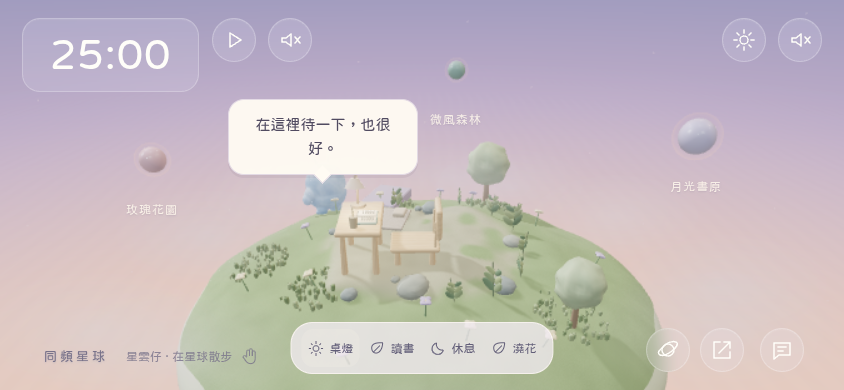 25:00
在這裡待一下，也很
好。
微風森林
玫瑰花園
月光書原
同頻星球
星雲仔·在星球散步
桌燈
讀書
休息
澆花